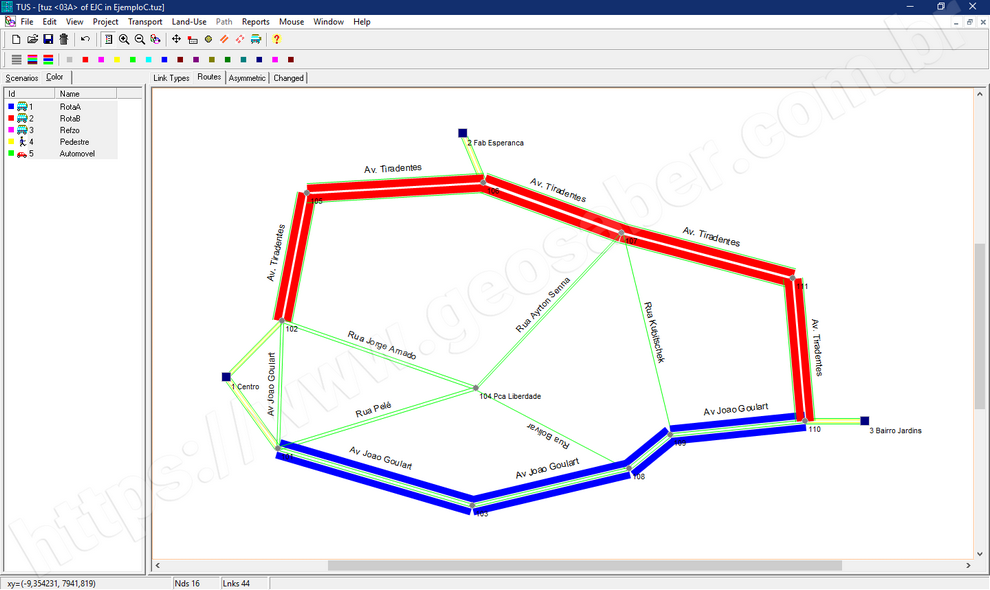 TUS - [tuz <03A> of EJC in EjemploC.tuz]
File Edit View Project Transport Land-Use Path Reports Mouse Window Help
Scenarios Color
Link Types Routes Asymmetric Changed
Id Name
1 RotaA
2 RotaB
3 Refzo
4 Pedestre
5 Automovel
2 Fab Esperanca
Av. Tiradentes
106
Av. Tiradentes
105
107
Av. Tiradentes
Av. Tiradentes
111
Rua Ayrton Senna
102
Rua Kubitschek
Av. Tiradentes
Rua Jorge Amado
1 Centro
Av Joao Goulart
104 Pca Liberdade
Rua Pelé
Av Joao Goulart
Rua Bolivar
110
3 Bairro Jardins
109
Av Joao Goulart
Av Joao Goulart
108
103
https://www.geosaber.com.br/
xy=(-9,354231, 7941,819)
Nds 16
Lnks 44